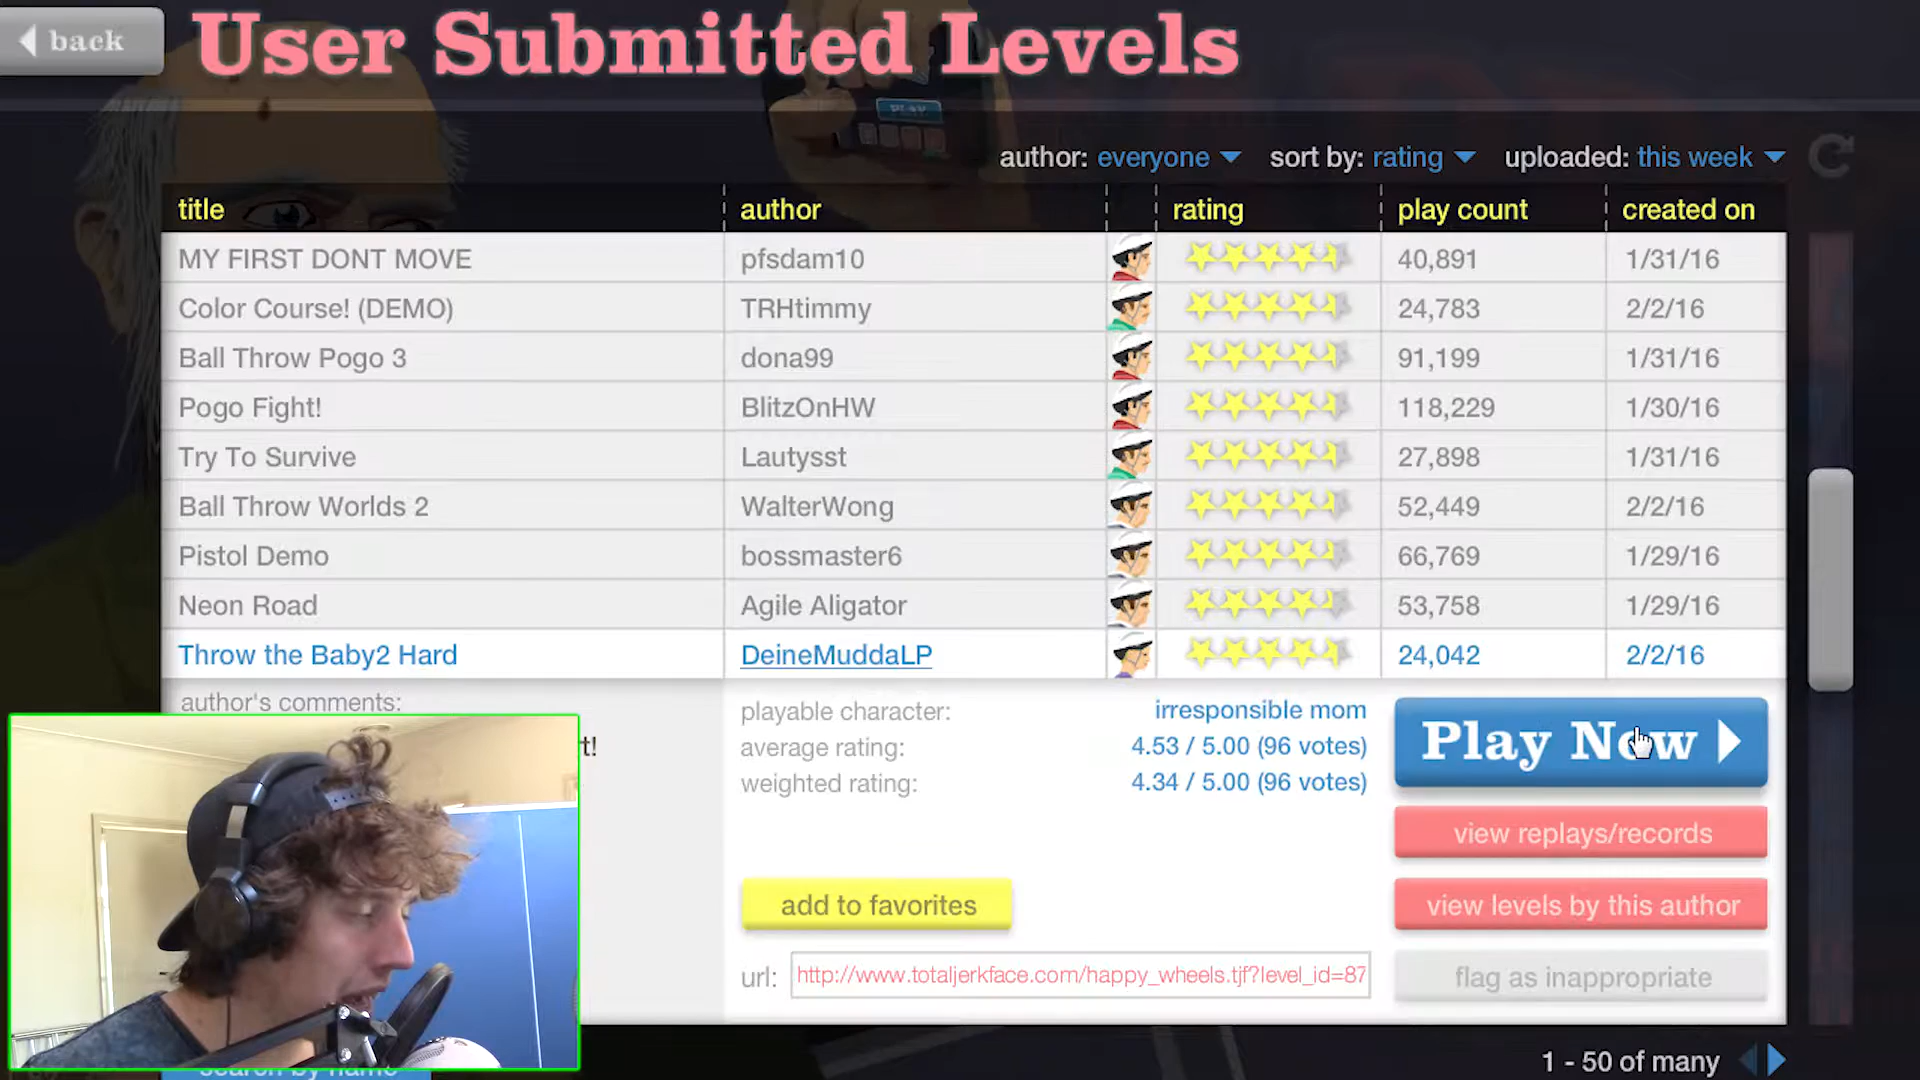 back
User Submitted Levels
PLAY
author: everyone sort by: rating uploaded: this week
title author rating play count created on
MY FIRST DONT MOVE pfsdam10 40,891 1/31/16
Color Course! (DEMO) TRHtimmy 24,783 2/2/16
Ball Throw Pogo 3 dona99 91,199 1/31/16
Pogo Fight! BlitzOnHW 118,229 1/30/16
Try To Survive Lautysst 27,898 1/31/16
Ball Throw Worlds 2 WalterWong 52,449 2/2/16
Pistol Demo bossmaster6 66,769 1/29/16
Neon Road Agile Aligator 53,758 1/29/16
Throw the Baby2 Hard DeineMuddaLP 24,042 2/2/16
author's comments:
t!
playable character: irresponsible mom
average rating: 4.53 / 5.00 (96 votes)
weighted rating: 4.34 / 5.00 (96 votes)
Play Now
view replays/records
add to favorites
view levels by this author
url: http://www.totaljerkface.com/happy_wheels.tjf?level_id=87
flag as inappropriate
search by name
1 - 50 of many